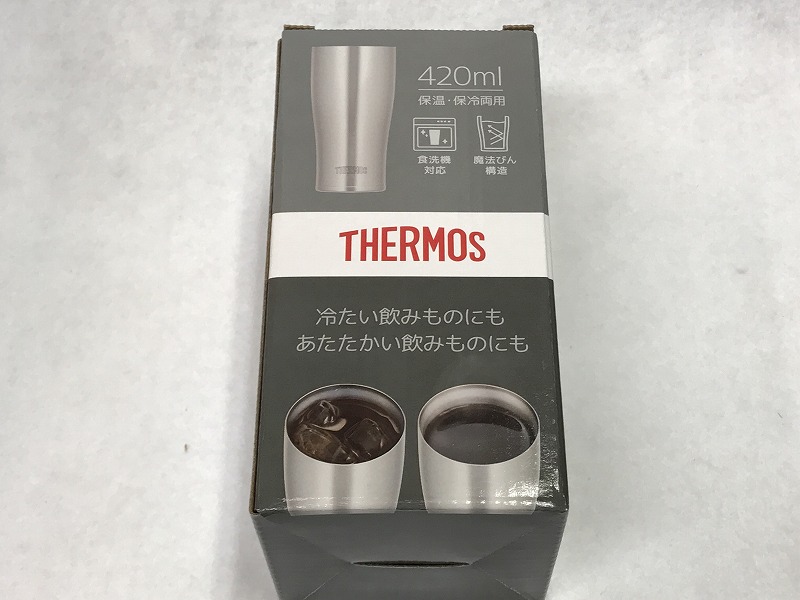 420ml
保温・保冷両用
食洗機
対応
魔法びん
構造
THERMOS
THERMOS
冷たい飲みものにも
あたたかい飲みものにも